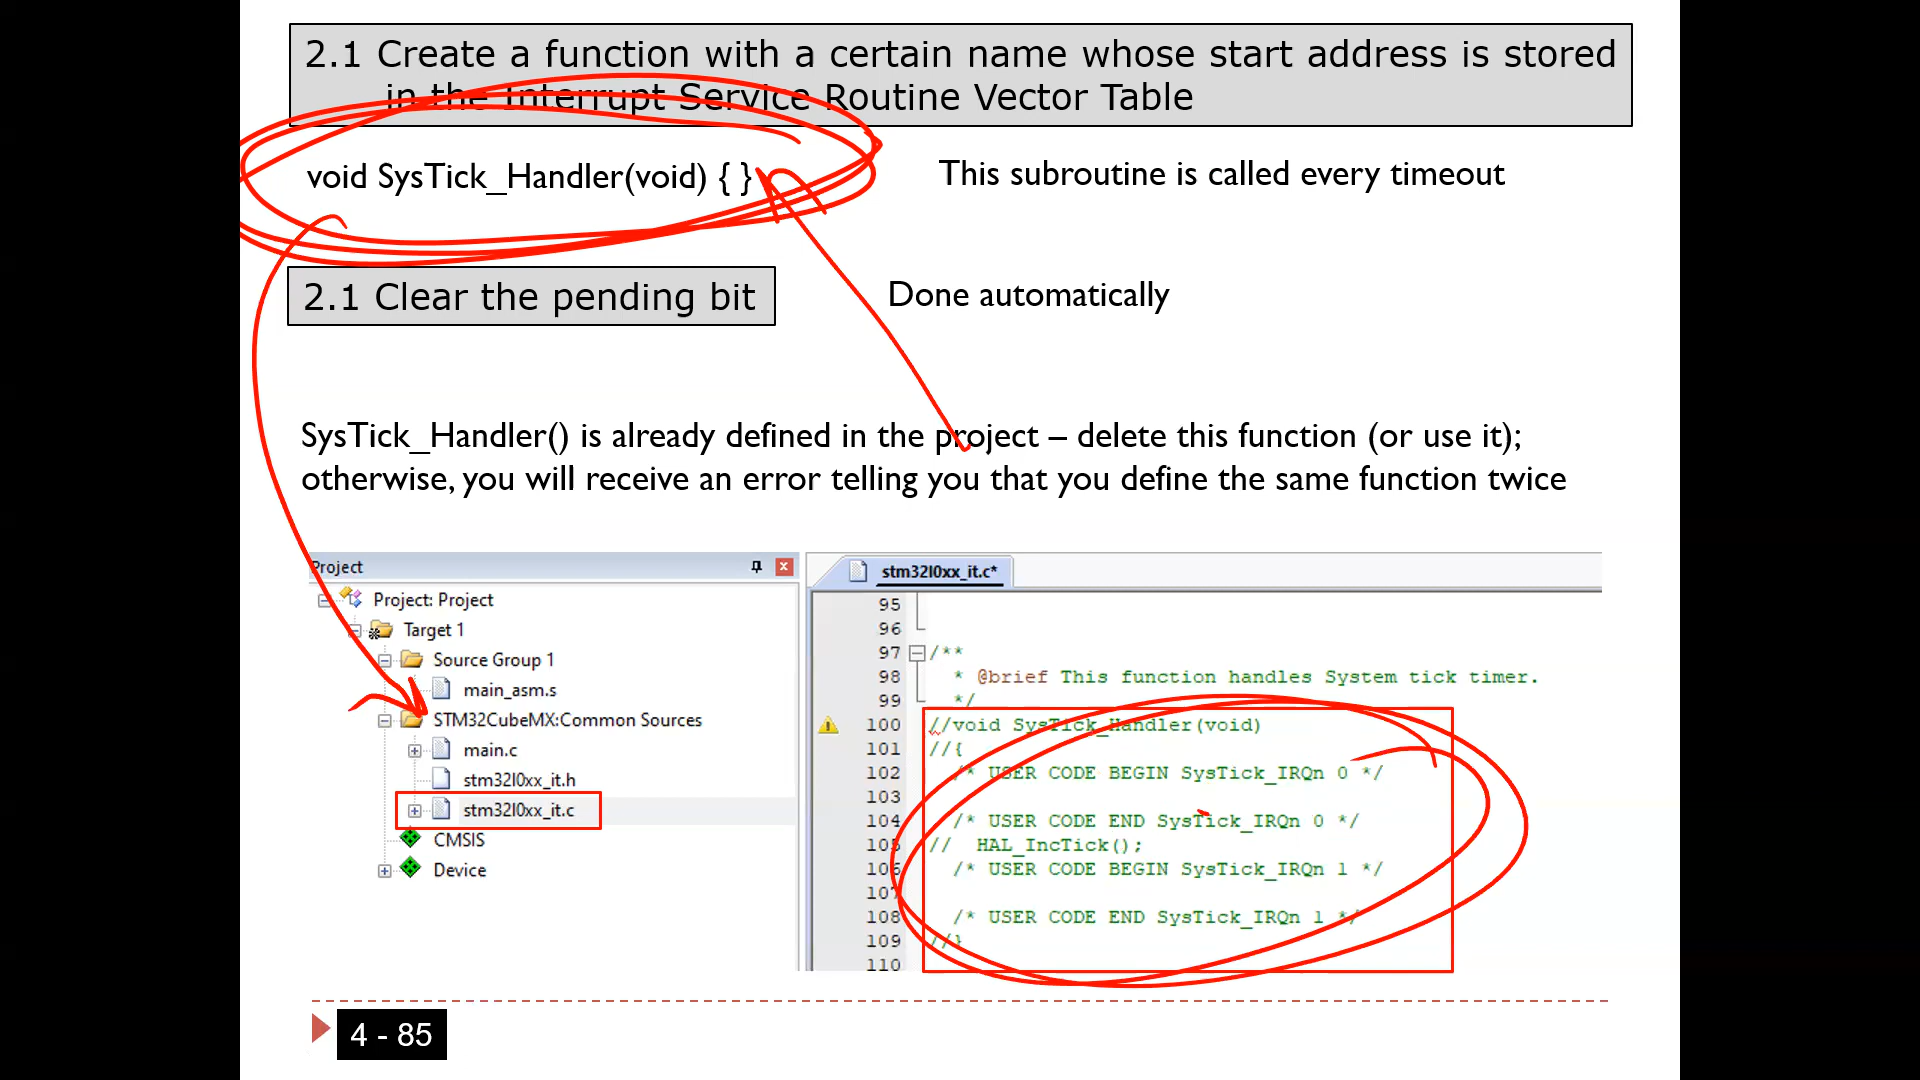 2.1 Create a function with a certain name whose start address is stored
in the Interrupt Service Routine Vector Table
void SysTick_Handler(void) { }
This subroutine is called every timeout
2.1 Clear the pending bit
Done automatically
SysTick_Handler() is already defined in the project – delete this function (or use it);
otherwise, you will receive an error telling you that you define the same function twice
Project
Project: Project
Target 1
Source Group 1
main_asm.s
STM32CubeMX:Common Sources
main.c
stm32l0xx_it.h
stm32l0xx_it.c
CMSIS
Device
stm32l0xx_it.c*
95
96
97 /**
98 * @brief This function handles System tick timer.
99 */
100 //void SysTick_Handler(void)
101 //{
102 /* USER CODE BEGIN SysTick_IRQn 0 */
103
104 /* USER CODE END SysTick_IRQn 0 */
105 // HAL_IncTick();
106 /* USER CODE BEGIN SysTick_IRQn 1 */
107
108 /* USER CODE END SysTick_IRQn 1 */
109 //}
110
4 - 85